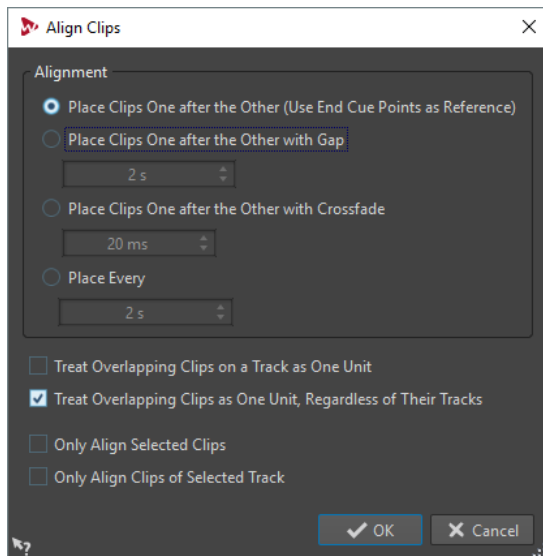 Align Clips
Alignment
Place Clips One after the Other (Use End Cue Points as Reference)
Place Clips One after the Other with Gap
2 s
Place Clips One after the Other with Crossfade
20 ms
Place Every
2 s
Treat Overlapping Clips on a Track as One Unit
Treat Overlapping Clips as One Unit, Regardless of Their Tracks
Only Align Selected Clips
Only Align Clips of Selected Track
OK
Cancel
?